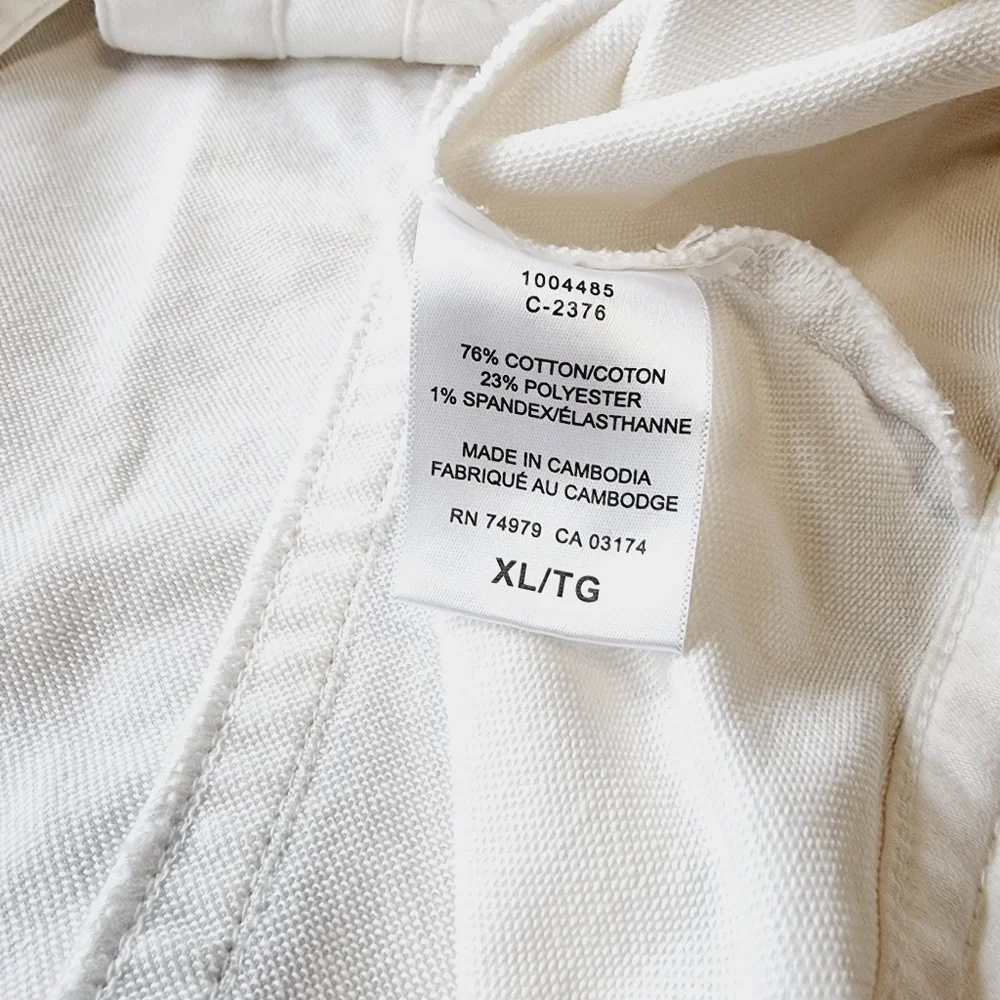 1004485
C-2376
76% COTTON/COTON
23% POLYESTER
1% SPANDEX/ÉLASTHANNE
MADE IN CAMBODIA
FABRIQUÉ AU CAMBODGE
RN 74979 CA 03174
XL/TG